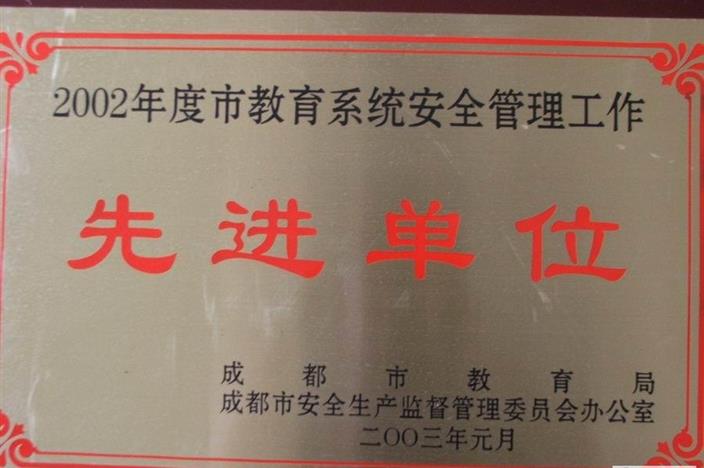 2002年度市教育系统安全管理工作
先进单位
成都市教育局
成都市安全生产监督管理委员会办公室
二〇〇三年元月